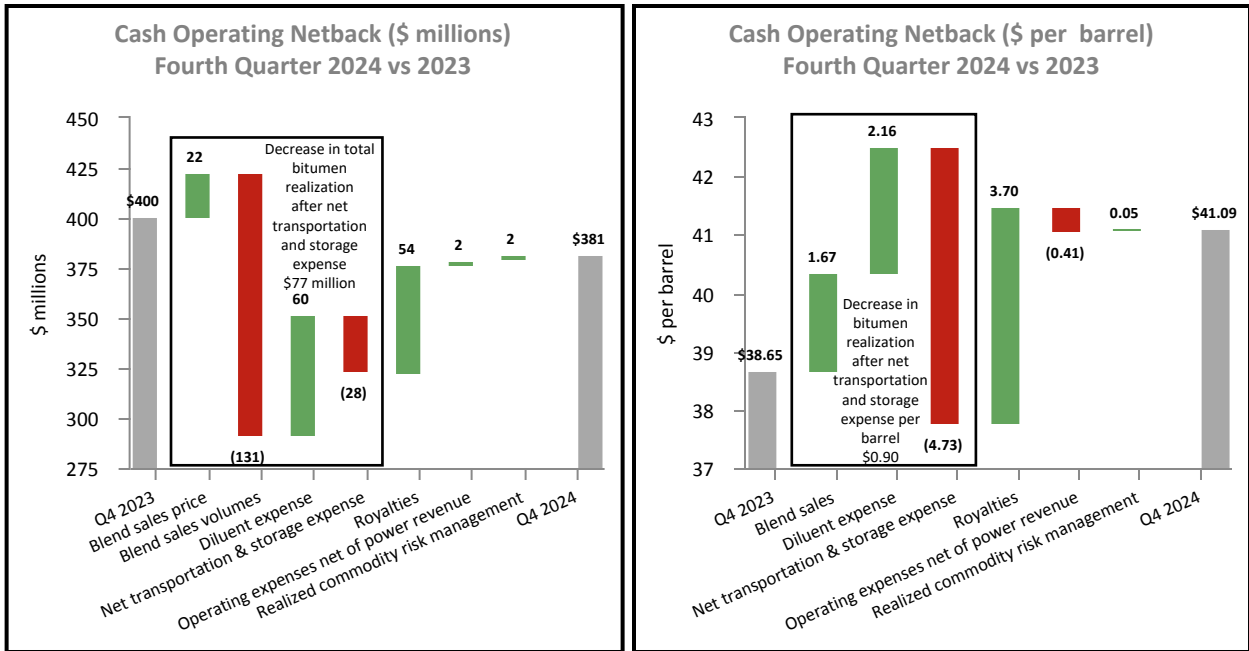 Cash Operating Netback ($ millions)
Fourth Quarter 2024 vs 2023
450
425
400
375
350
325
300
275
$ millions
$400
22
(131)
60
(28)
54
2
2
$381
Decrease in total
bitumen
realization
after net
transportation
and storage
expense
$77 million
Q4 2023
Blend sales price
Blend sales volumes
Diluent expense
Net transportation & storage expense
Royalties
Operating expenses net of power revenue
Realized commodity risk management
Q4 2024
Cash Operating Netback ($ per barrel)
Fourth Quarter 2024 vs 2023
43
42
41
40
39
38
37
$ per barrel
$38.65
1.67
2.16
(4.73)
3.70
(0.41)
0.05
$41.09
Decrease in
bitumen
realization
after net
transportation
and storage
expense per
barrel
$0.90
Q4 2023
Blend sales
Diluent expense
Net transportation & storage expense
Royalties
Operating expenses net of power revenue
Realized commodity risk management
Q4 2024